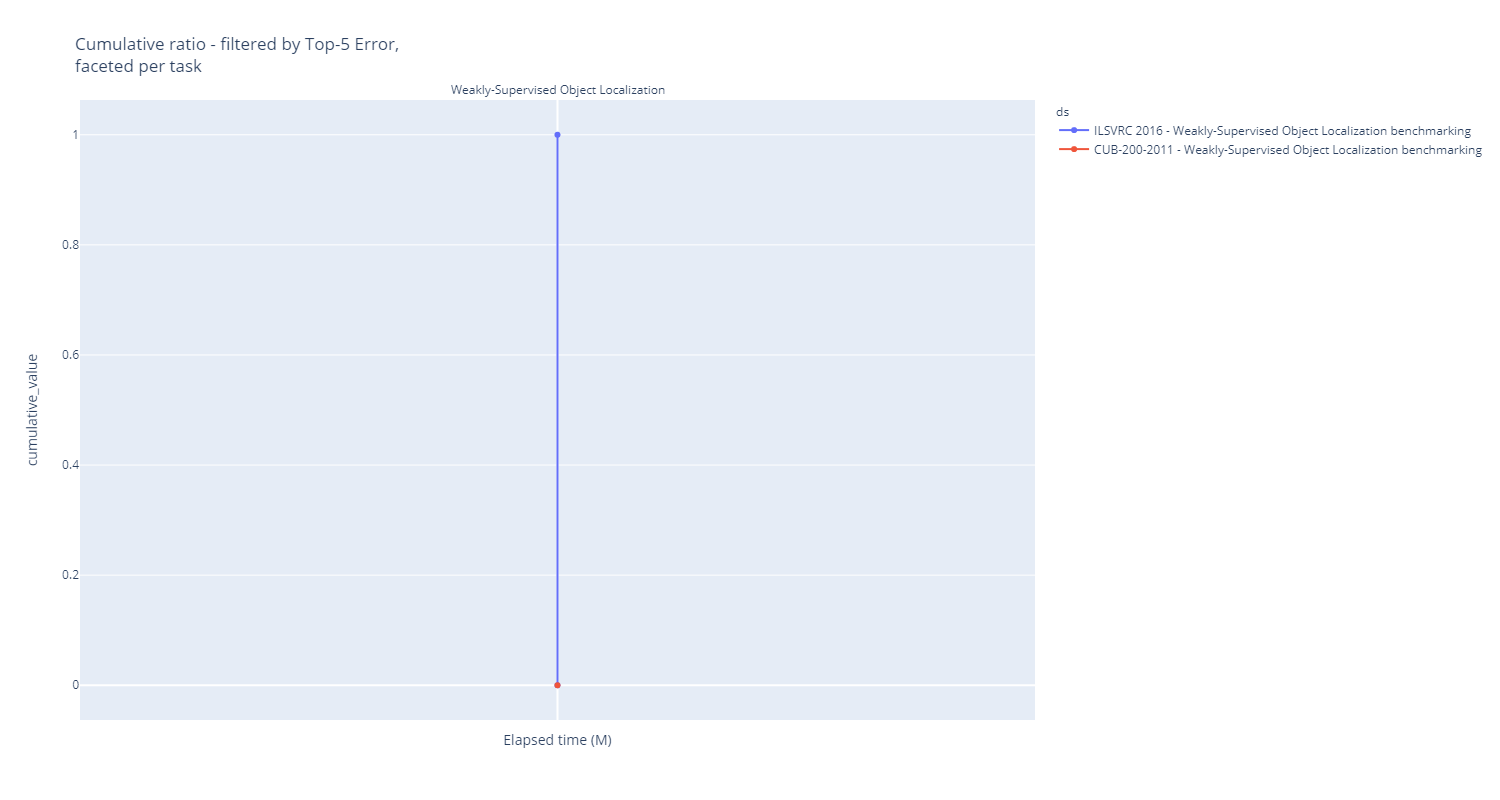 Cumulative ratio - filtered by Top-5 Error,
faceted per task
Weakly-Supervised Object Localization
ds
ILSVRC 2016 - Weakly-Supervised Object Localization benchmarking
CUB-200-2011 - Weakly-Supervised Object Localization benchmarking
1
0.8
0.6
0.4
0.2
0
cumulative_value
Elapsed time (M)